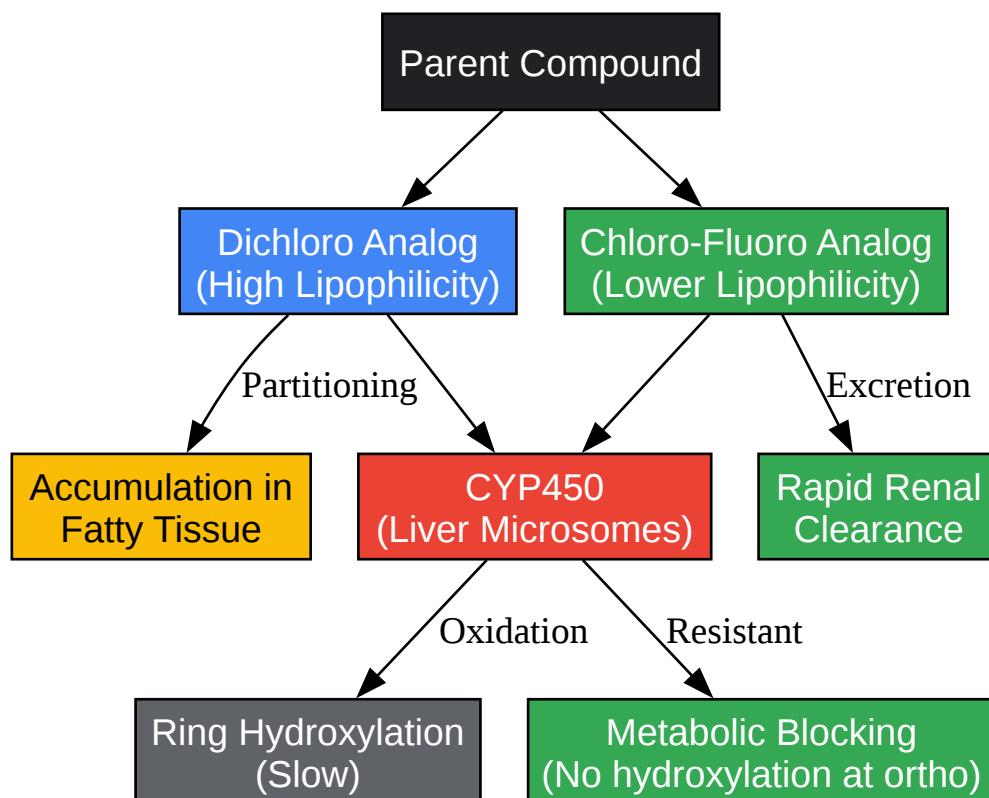 Parent Compound
Dichloro Analog
(High Lipophilicity)
Chloro-Fluoro Analog
(Lower Lipophilicity)
Partitioning
Excretion
Accumulation in
Fatty Tissue
CYP450
(Liver Microsomes)
Rapid Renal
Clearance
Oxidation
Resistant
Ring Hydroxylation
(Slow)
Metabolic Blocking
(No hydroxylation at ortho)